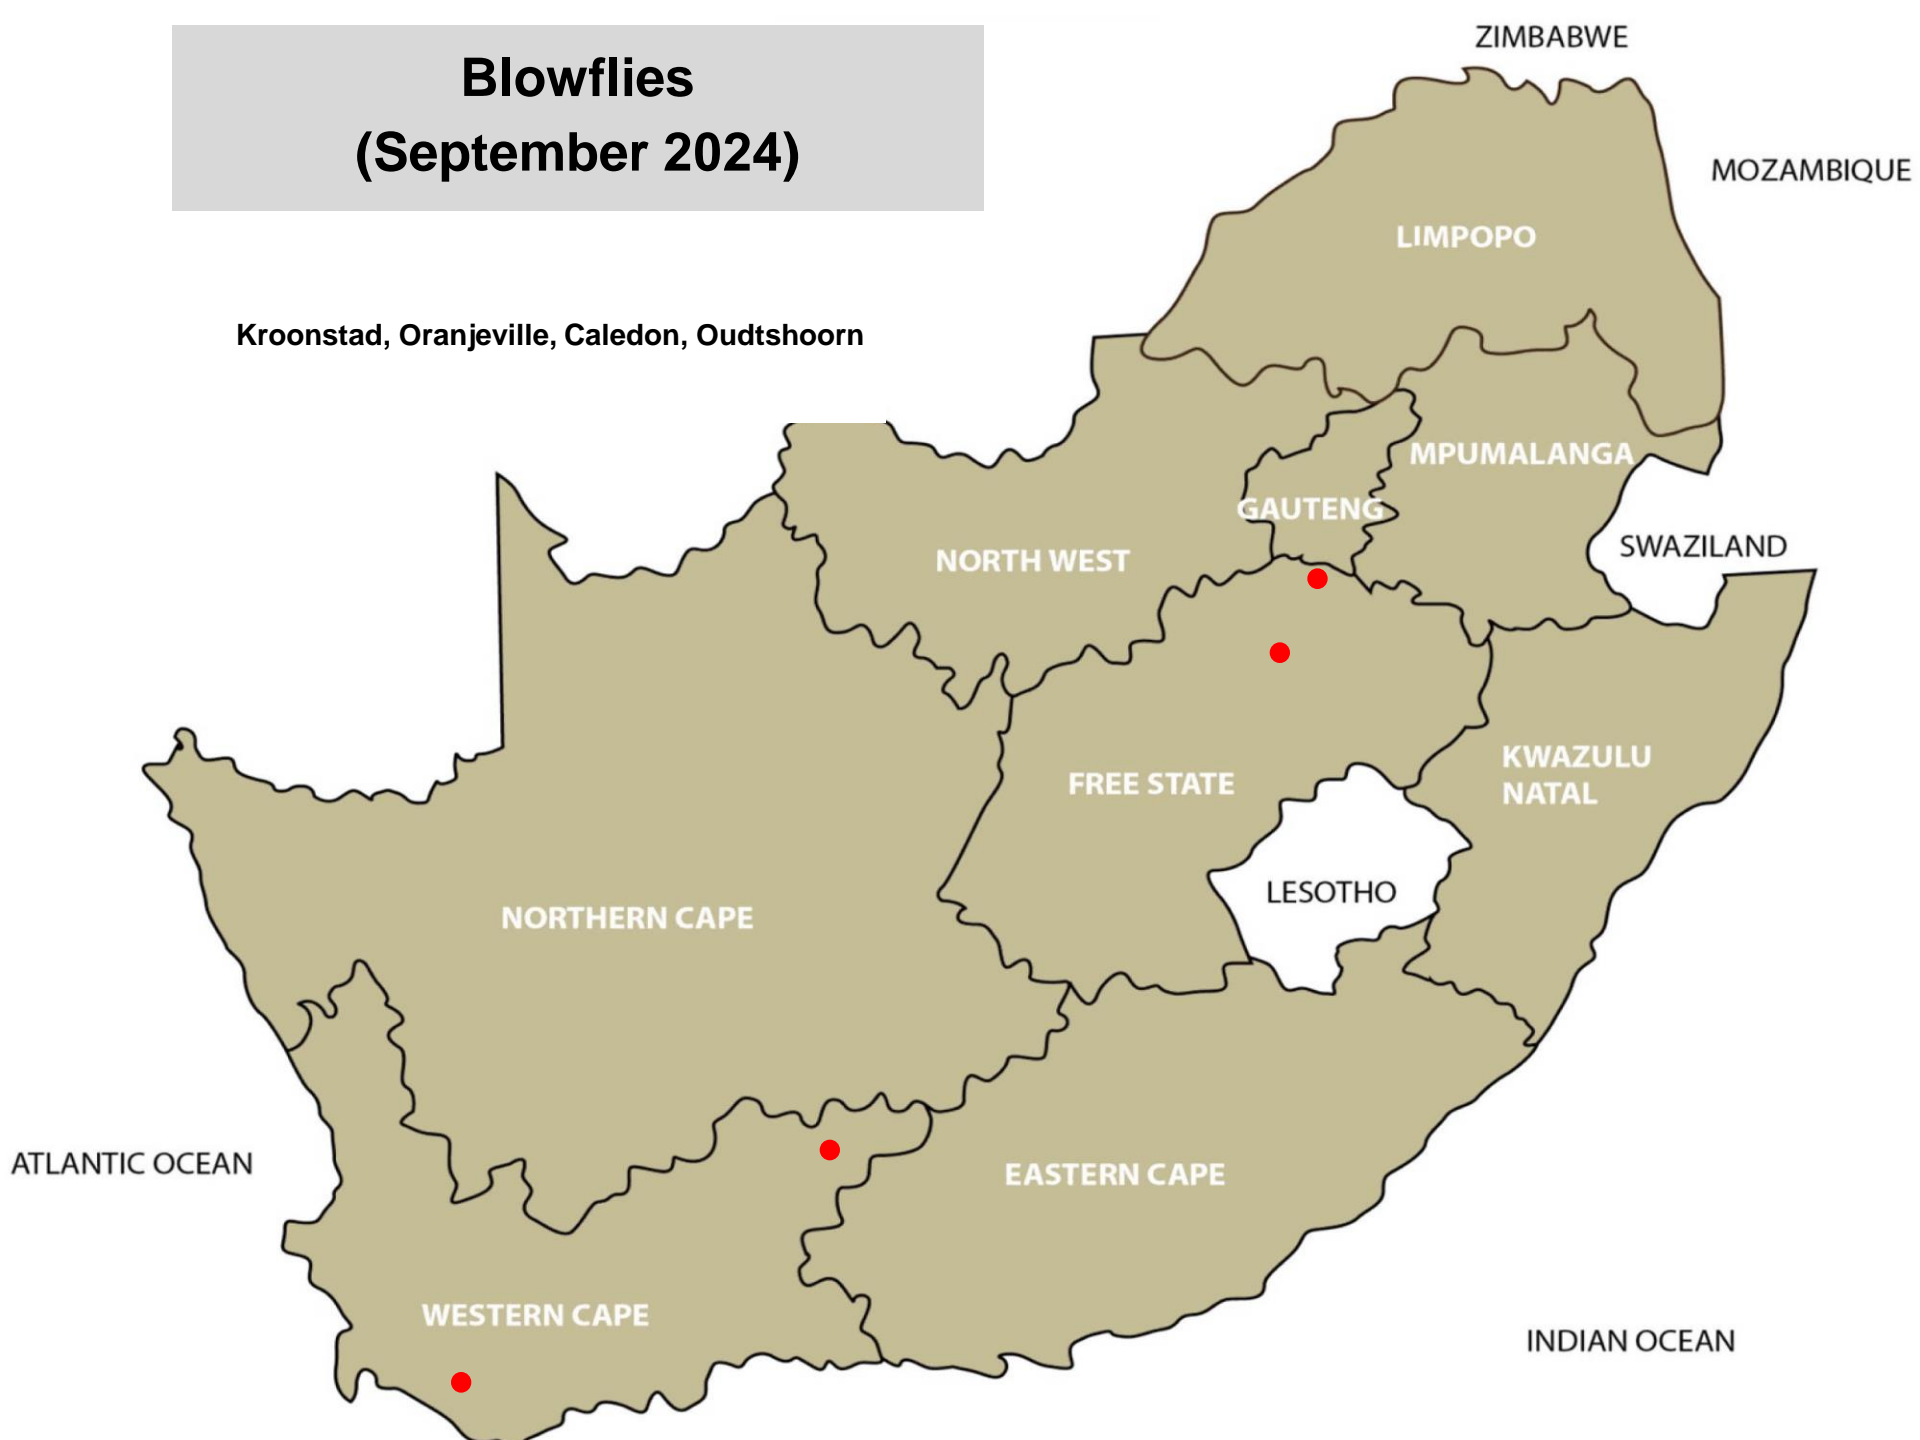 Blowflies
(September 2024)
ZIMBABWE
MOZAMBIQUE
LIMPOPO
Kroonstad, Oranjeville, Caledon, Oudtshoorn
MPUMALANGA
GAUTENG
SWAZILAND
NORTH WEST
KWAZULU
NATAL
FREE STATE
LESOTHO
NORTHERN CAPE
ATLANTIC OCEAN
EASTERN CAPE
WESTERN CAPE
INDIAN OCEAN